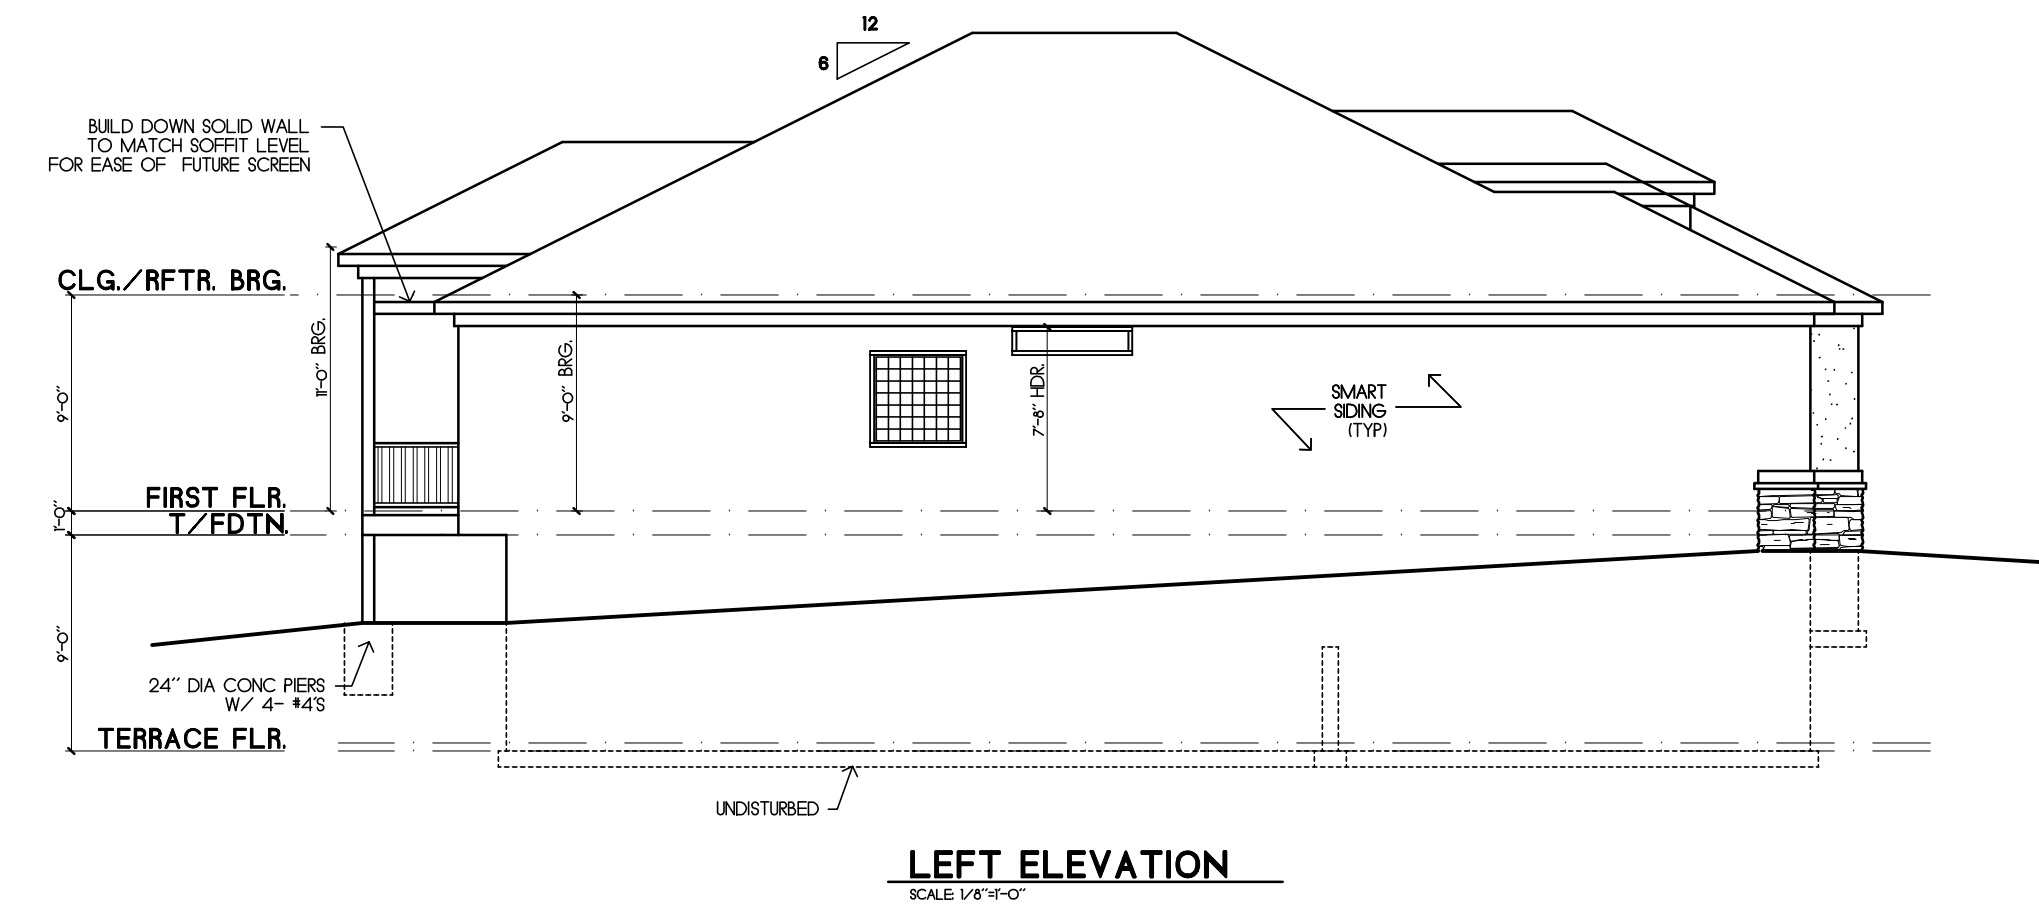 12
6
BUILD DOWN SOLID WALL
TO MATCH SOFFIT LEVEL
FOR EASE OF FUTURE SCREEN
CLG./RFTR. BRG.
11'-0" BRG.
9'-0" BRG.
7'-8" HDR.
9'-0"
SMART
SIDING
(TYP)
FIRST FLR.
1'-0"
T/FDTN.
9'-0"
24" DIA CONC PIERS
W/ 4- #4'S
TERRACE FLR.
UNDISTURBED
LEFT ELEVATION
SCALE: 1/8"=1'-0"